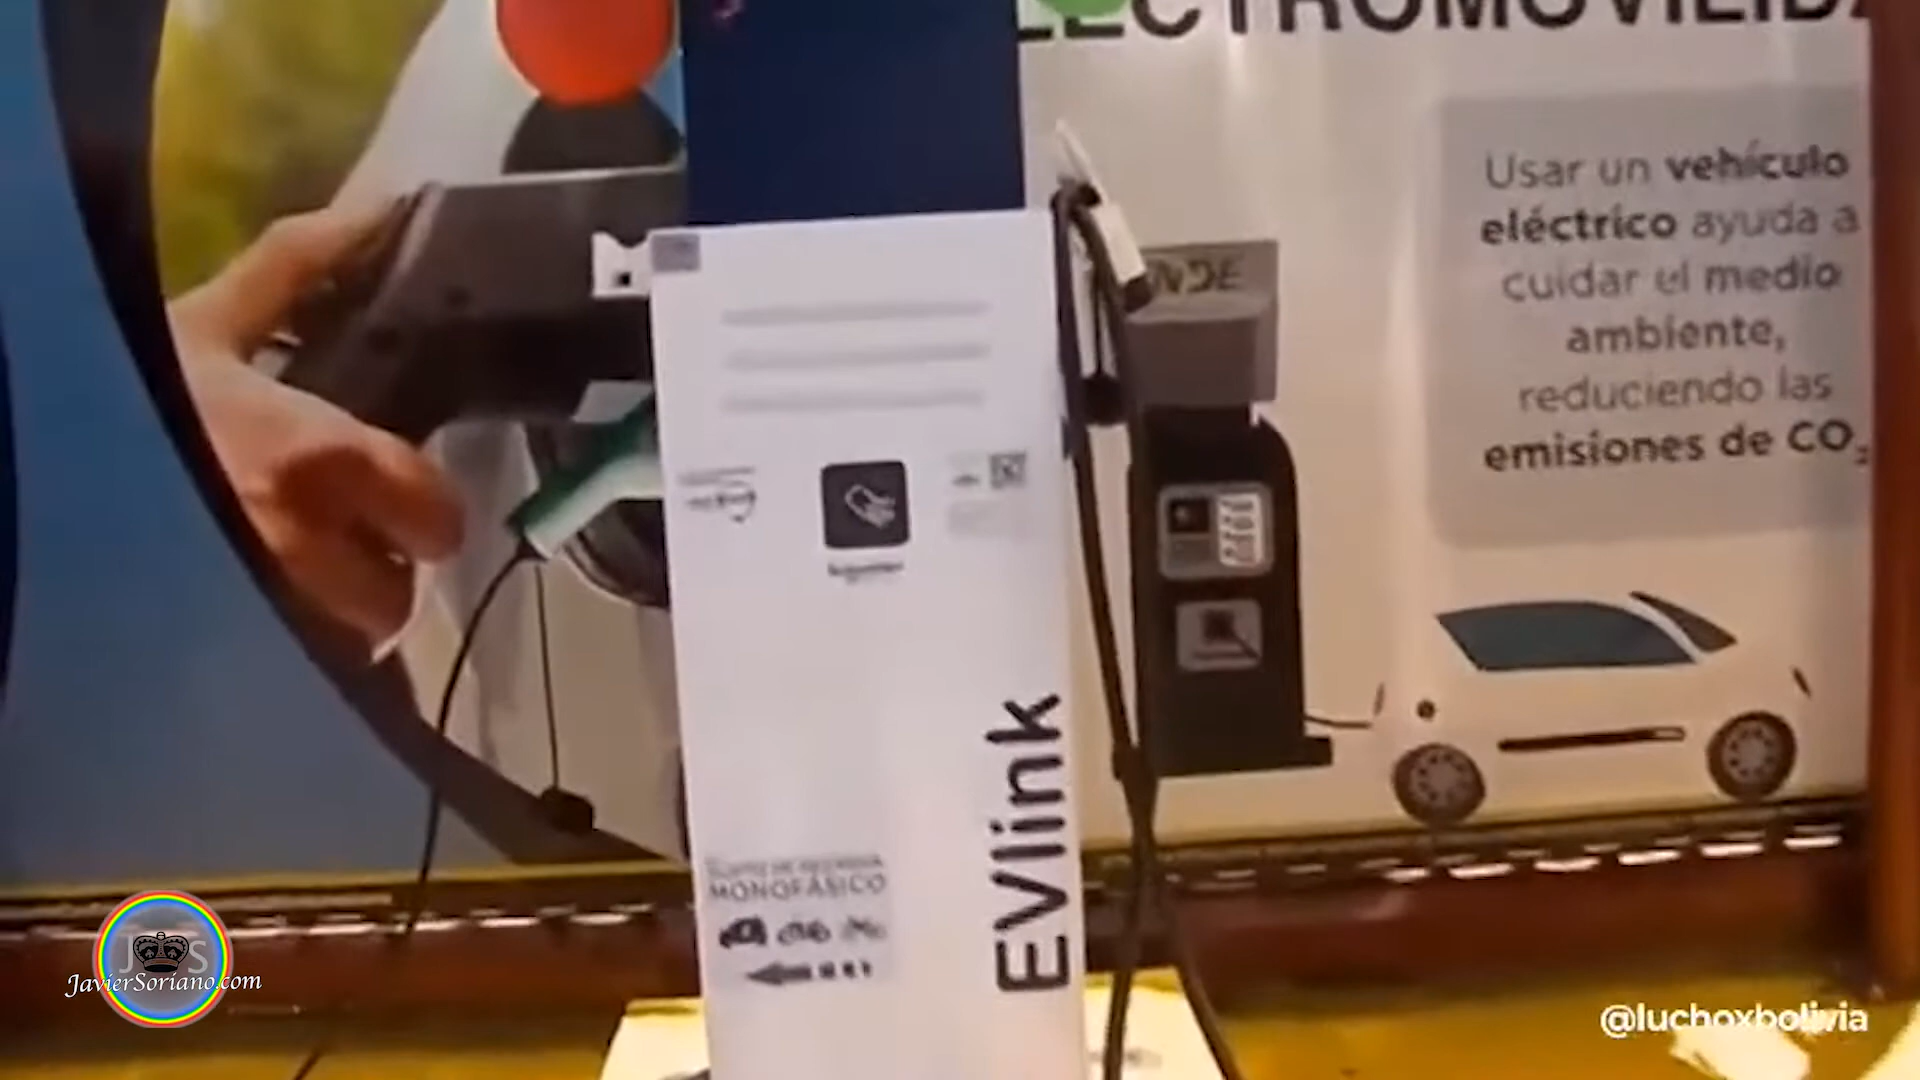 ELECTROMOVILIDA
Usar un vehículo
eléctrico ayuda a
cuidar el medio
ambiente,
reduciendo las
emisiones de CO₂
NDE
EVlink
MONOFÁSICO
JS
JavierSoriano.com
@luchoxbolivia